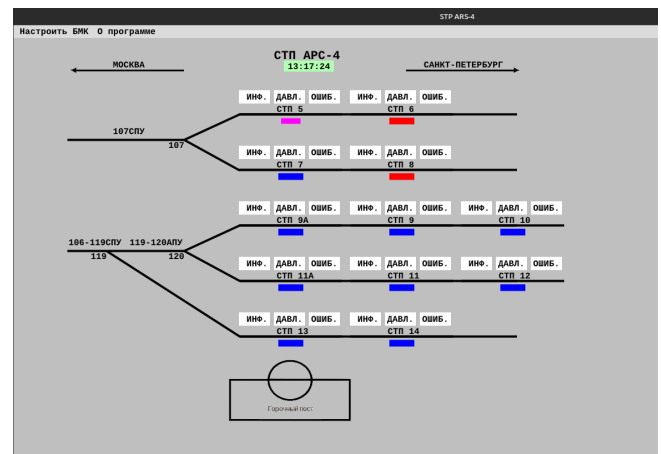 STP ARS-4
Настроить БМК О программе
СТП АРС-4
13:17:24
МОСКВА
САНКТ-ПЕТЕРБУРГ
ИНФ. ДАВЛ. ОШИБ. ИНФ. ДАВЛ. ОШИБ.
СТП 5 СТП 6
107СПУ
107
ИНФ. ДАВЛ. ОШИБ. ИНФ. ДАВЛ. ОШИБ.
СТП 7 СТП 8
ИНФ. ДАВЛ. ОШИБ. ИНФ. ДАВЛ. ОШИБ. ИНФ. ДАВЛ. ОШИБ.
СТП 9А СТП 9 СТП 10
106-119СПУ 119-120АПУ
119 120
ИНФ. ДАВЛ. ОШИБ. ИНФ. ДАВЛ. ОШИБ. ИНФ. ДАВЛ. ОШИБ.
СТП 11А СТП 11 СТП 12
ИНФ. ДАВЛ. ОШИБ. ИНФ. ДАВЛ. ОШИБ.
СТП 13 СТП 14
Горочный пост